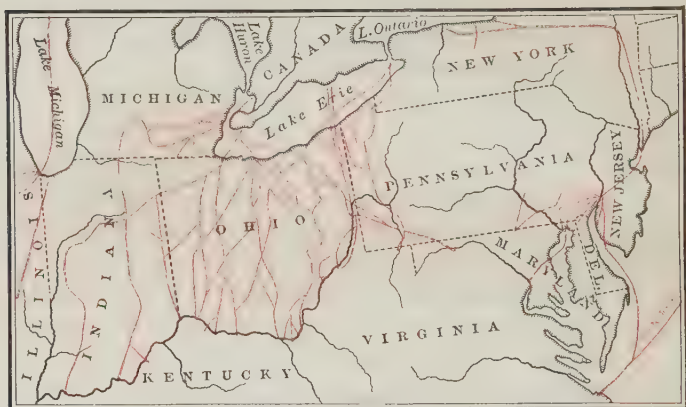 Lake Michigan
Lake Huron
CANADA
L. Ontario
NEW YORK
MICHIGAN
Lake Erie
PENNSYLVANIA
NEW JERSEY
ILLINOIS
INDIANA
OHIO
MARYLAND
DEL.
VIRGINIA
KENTUCKY